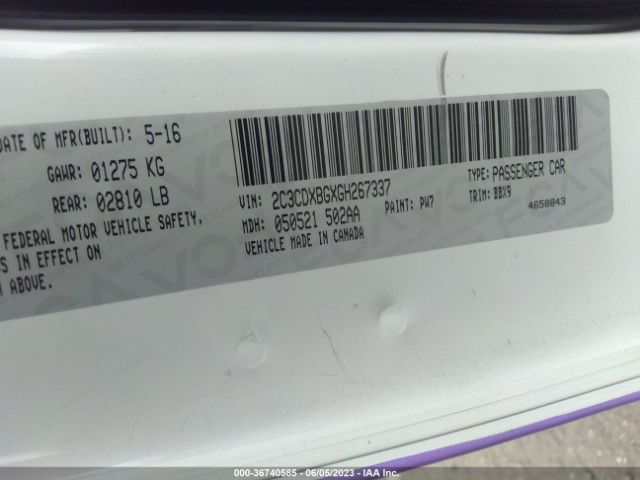 DATE OF MFR(BUILT): 5-16
GAWR: 01275 KG
REAR: 02810 LB
FEDERAL MOTOR VEHICLE SAFETY,
S IN EFFECT ON
ABOVE.
VIN: 2C3CDXBGXGH267337
TYPE: PASSENGER CAR
MDH: 050521 502AA
PAINT: PW7
TRIM: BBX9
VEHICLE MADE IN CANADA
4658843
000-36740585 - 06/05/2023 - IAA Inc.